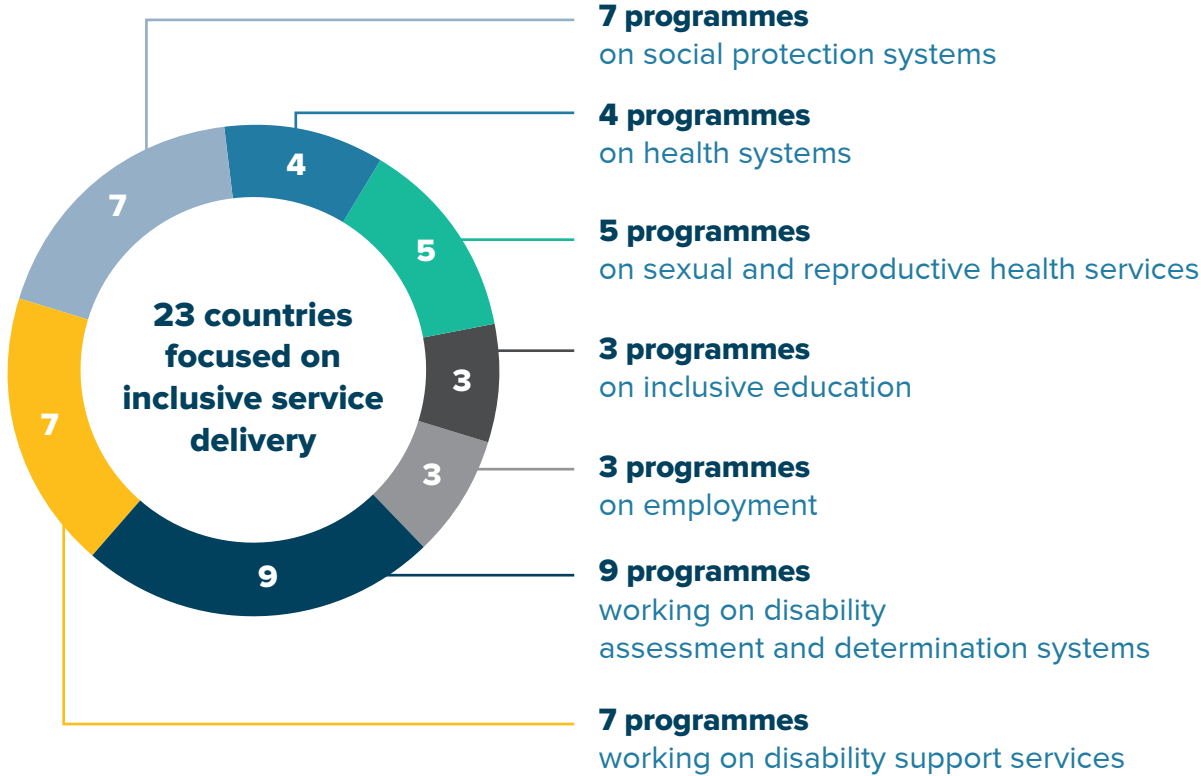 7 programmes
on social protection systems
4 programmes
on health systems
5 programmes
on sexual and reproductive health services
3 programmes
on inclusive education
3 programmes
on employment
9 programmes
working on disability
assessment and determination systems
7 programmes
working on disability support services
4
7
5
3
3
9
7
23 countries
focused on
inclusive service
delivery